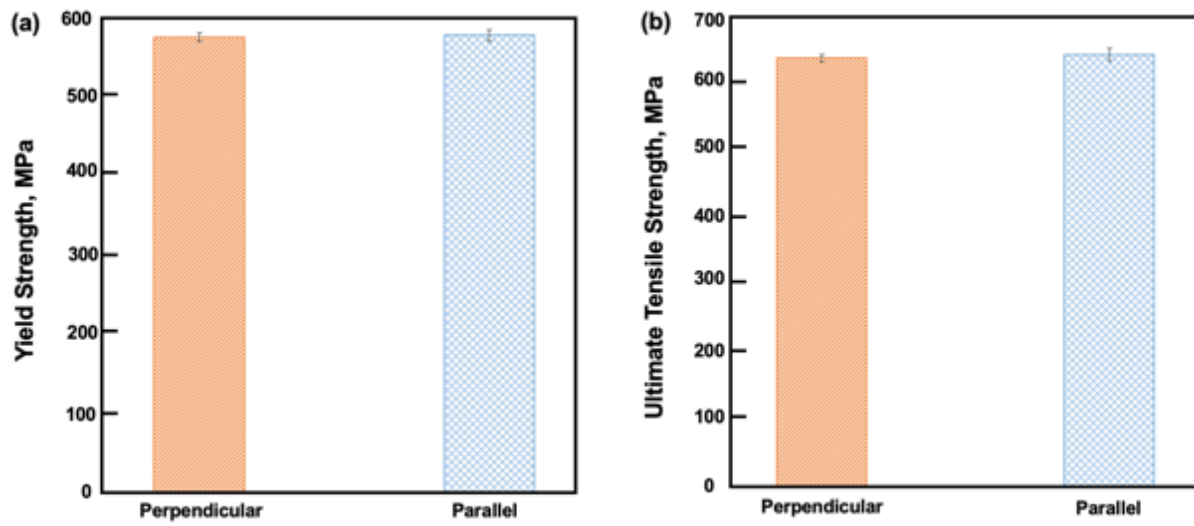 (a)
Yield Strength, MPa
600
500
400
300
200
100
0
Perpendicular
Parallel
(b)
Ultimate Tensile Strength, MPa
700
600
500
400
300
200
100
0
Perpendicular
Parallel